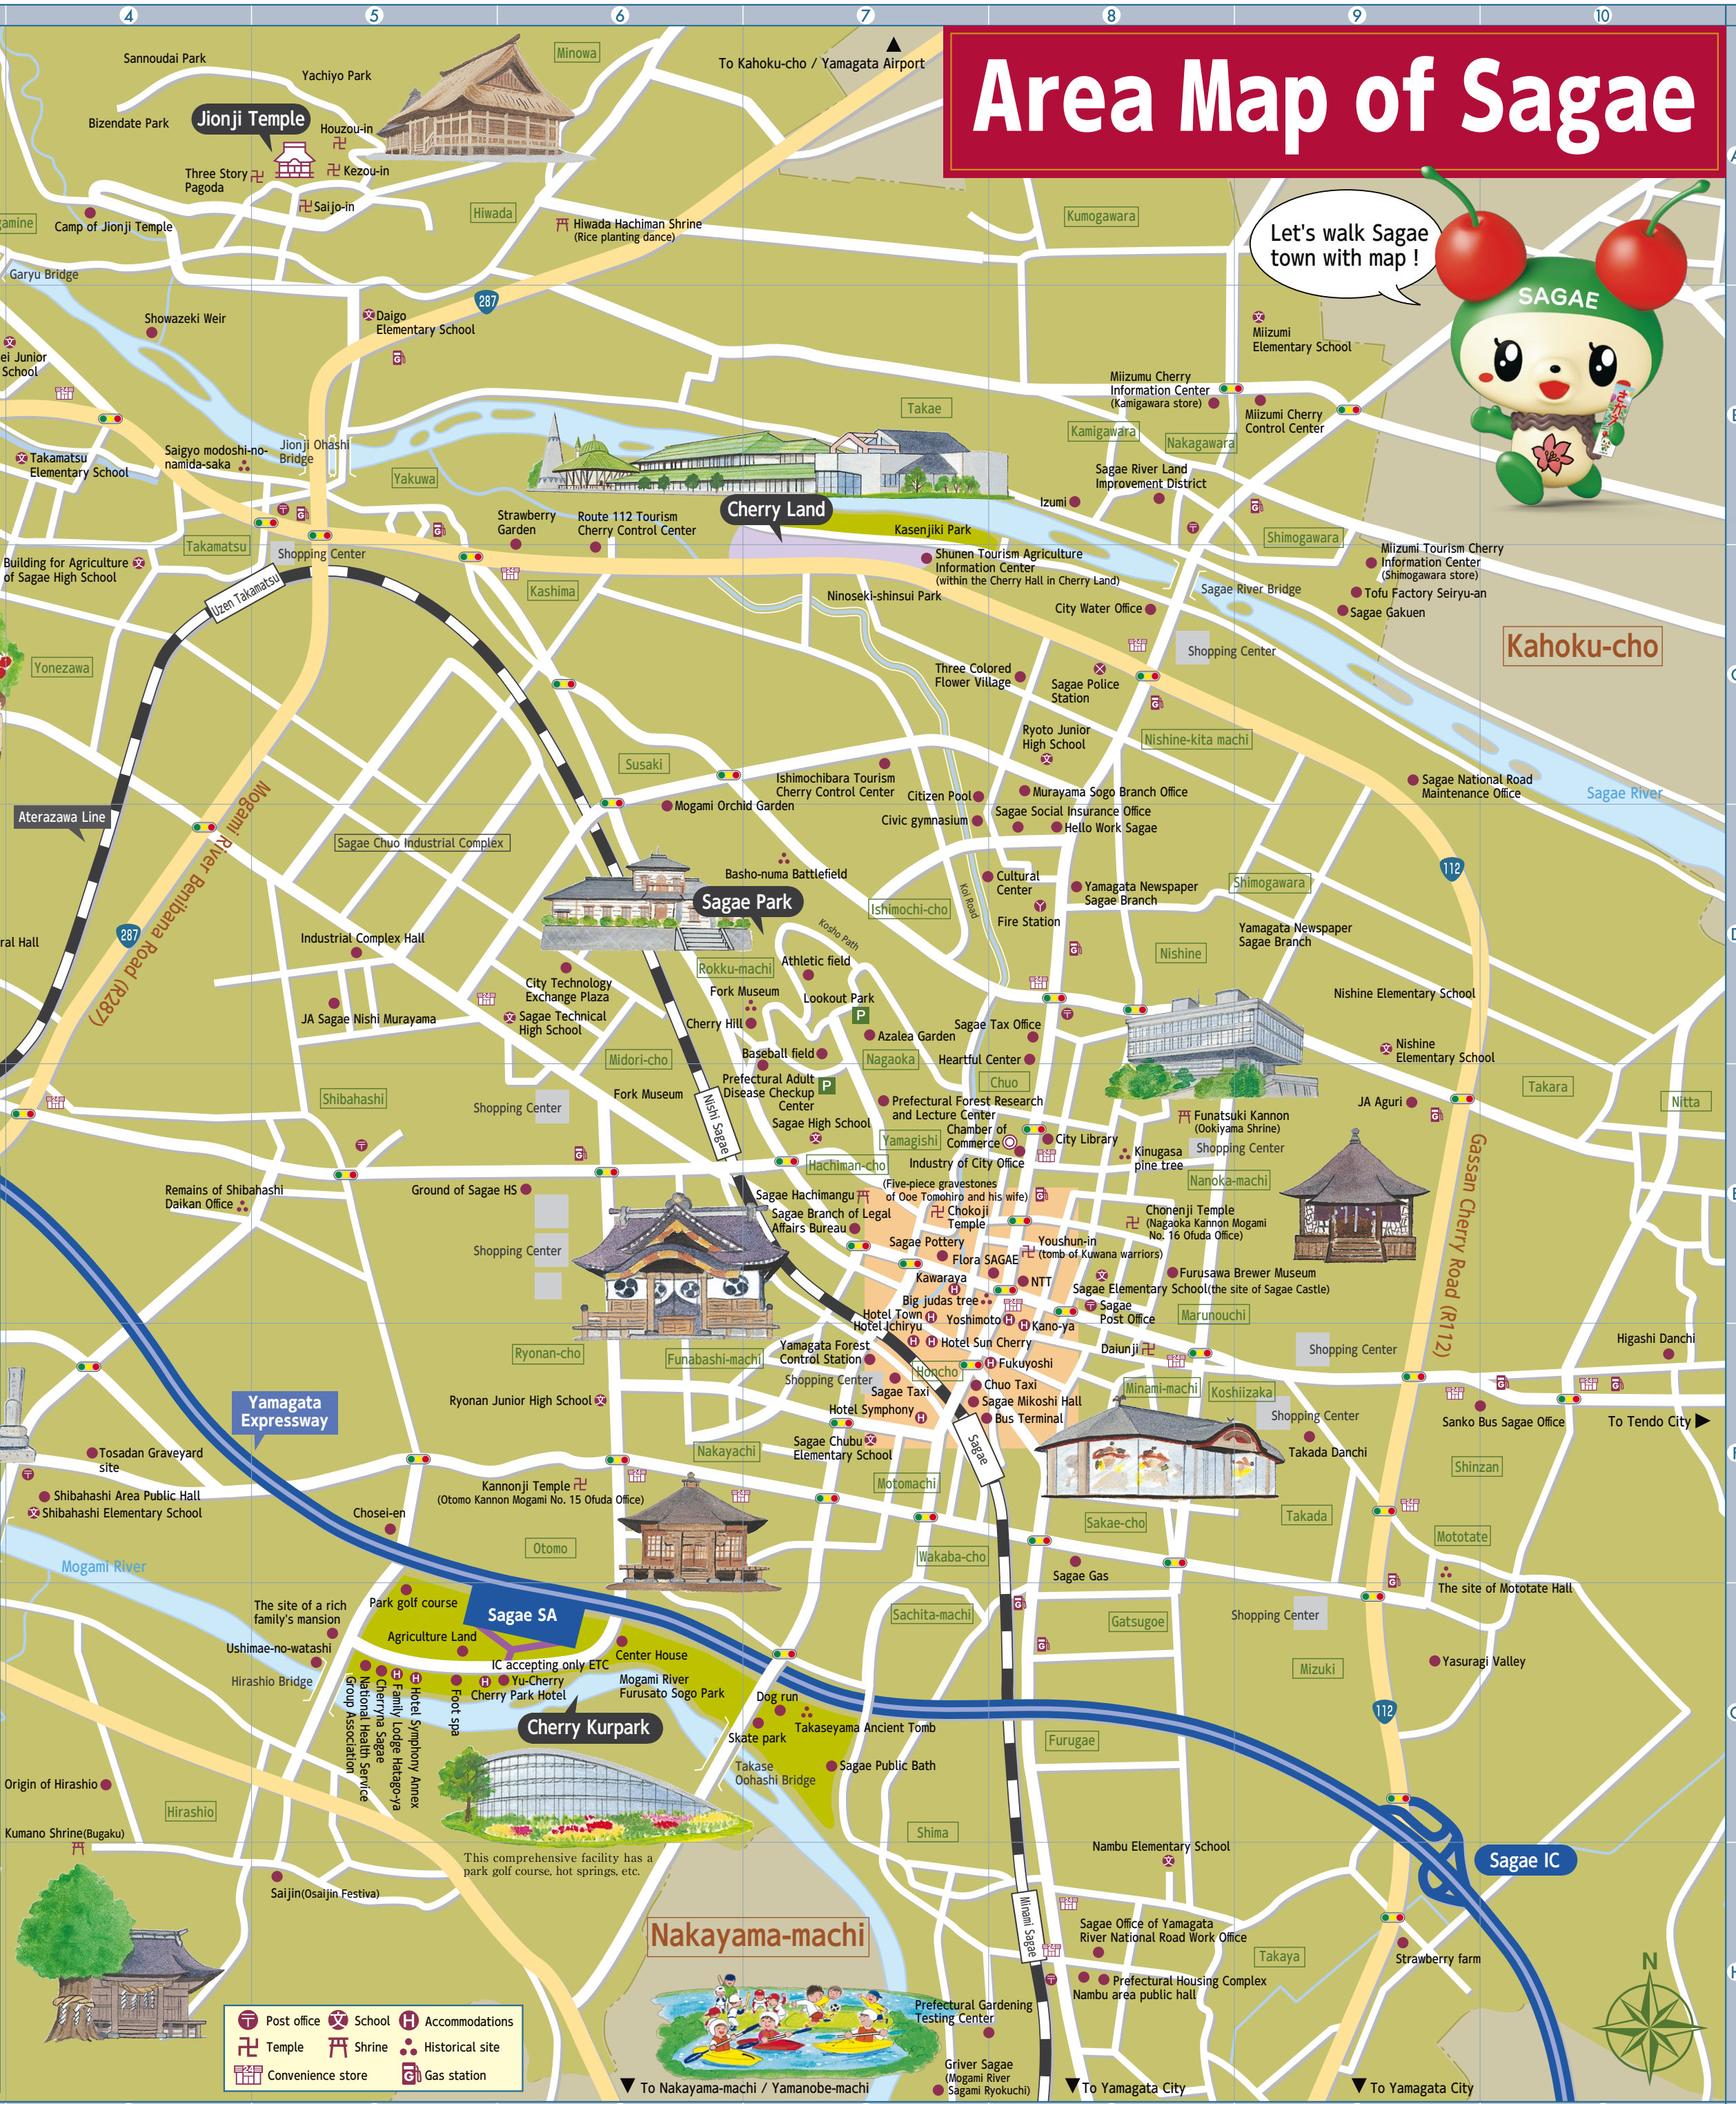 4
5
6
7
8
9
10
Area Map of Sagae
Let's walk Sagae
town with map !
SAGAE
Sannoudai Park
Yachiyo Park
Minowa
To Kahoku-cho / Yamagata Airport
Bizendate Park
Jionji Temple
Houzou-in
Three Story
Pagoda
Kezou-in
Saijo-in
Camp of Jionji Temple
Hiwada
Hiwada Hachiman Shrine
(Rice planting dance)
Kumogawara
Garyu Bridge
287
Showazeki Weir
Daigo
Elementary School
Miizumi
Elementary School
ei Junior
School
Miizumu Cherry
Information Center
(Kamigawara store)
Miizumi Cherry
Control Center
Takae
Kamigawara
Nakagawara
Takamatsu
Elementary School
Saigyo modoshi-no-
namida-saka
Jionji Ohashi
Bridge
Yakuwa
Sagae River Land
Improvement District
Izumi
Cherry Land
Kasenjiki Park
Strawberry
Garden
Route 112 Tourism
Cherry Control Center
Takamatsu
Shopping Center
Building for Agriculture
of Sagae High School
Uzen Takamatsu
Kashima
Shunen Tourism Agriculture
Information Center
(within the Cherry Hall in Cherry Land)
Ninoseki-shinsui Park
Shimogawara
Miizumi Tourism Cherry
Information Center
(Shimogawara store)
Tofu Factory Seiryu-an
Sagae Gakuen
Sagae River Bridge
City Water Office
Shopping Center
Kahoku-cho
Yonezawa
Three Colored
Flower Village
Sagae Police
Station
Ryoto Junior
High School
Nishine-kita machi
Susaki
Ishimochibara Tourism
Cherry Control Center
Mogami Orchid Garden
Citizen Pool
Murayama Sogo Branch Office
Civic gymnasium
Sagae Social Insurance Office
Hello Work Sagae
Sagae National Road
Maintenance Office
Sagae River
Aterazawa Line
Mogami River Benibana Road (R287)
Sagae Chuo Industrial Complex
Basho-numa Battlefield
Sagae Park
Cultural
Center
Koi Road
Fire Station
Yamagata Newspaper
Sagae Branch
Shimogawara
112
Ishimochi-cho
Kosho Path
Yamagata Newspaper
Sagae Branch
287
ral Hall
Industrial Complex Hall
City Technology
Exchange Plaza
Rokku-machi
Athletic field
Nishine
Fork Museum
Lookout Park
P
Cherry Hill
Azalea Garden
Sagae Tax Office
Nishine Elementary School
JA Sagae Nishi Murayama
Sagae Technical
High School
Baseball field
Nagaoka
Heartful Center
Nishine
Elementary School
Midori-cho
Prefectural Adult
Disease Checkup
Center
P
Chuo
Shibahashi
Shopping Center
Fork Museum
Nishi Sagae
Prefectural Forest Research
and Lecture Center
Takara
Nitta
JA Aguri
Sagae High School
Yamagishi
Chamber of
Commerce
City Library
Funatsuki Kannon
(Ookiyama Shrine)
Shopping Center
Hachiman-cho
Industry of City Office
Kinugasa
pine tree
Nanoka-machi
Gassan Cherry Road (R112)
Remains of Shibahashi
Daikan Office
Ground of Sagae HS
Shopping Center
Sagae Hachimangu
(Five-piece gravestones
of Ooe Tomohiro and his wife)
Chokoji
Temple
Sagae Branch of Legal
Affairs Bureau
Chonenji Temple
(Nagaoka Kannon Mogami
No. 16 Ofuda Office)
Sagae Pottery
Youshun-in
(tomb of Kuwana warriors)
Flora SAGAE
Kawaraya
NTT
Furusawa Brewer Museum
Sagae Elementary School(the site of Sagae Castle)
Big judas tree
Hotel Town
Hotel Ichiryu
Yoshimoto
Kano-ya
Sagae
Post Office
Marunouchi
Hotel Sun Cherry
Daiunji
Shopping Center
Higashi Danchi
Ryonan-cho
Funabashi-machi
Yamagata Forest
Control Station
Shopping Center
Honcho
Fukuyoshi
Sagae Taxi
Chuo Taxi
Sagae Mikoshi Hall
Bus Terminal
Minami-machi
Koshiizaka
Shopping Center
Takada Danchi
Sanko Bus Sagae Office
To Tendo City
Yamagata
Expressway
Ryonan Junior High School
Hotel Symphony
Sagae
Nakayachi
Sagae Chubu
Elementary School
Motomachi
Shinzan
Tosadan Graveyard
site
Shibahashi Area Public Hall
Shibahashi Elementary School
Kannonji Temple
(Otomo Kannon Mogami No. 15 Ofuda Office)
Chosei-en
Otomo
Sakae-cho
Takada
Mototate
Wakaba-cho
Sagae Gas
The site of Mototate Hall
Mogami River
The site of a rich
family's mansion
Park golf course
Sagae SA
Sachita-machi
Gatsugoe
Shopping Center
Ushimae-no-watashi
Agriculture Land
IC accepting only ETC
Center House
Hirashio Bridge
Yu-Cherry
Cherry Park Hotel
Mogami River
Furusato Sogo Park
Mizuki
Yasuragi Valley
National Health Service
Group Association
Cherryna Sagae
Family Lodge Hatago-ya
Hotel Symphony Annex
Foot spa
Cherry Kurpark
Dog run
Skate park
Takaseyama Ancient Tomb
112
Furugae
Takase
Oohashi Bridge
Sagae Public Bath
Origin of Hirashio
Hirashio
Shima
Kumano Shrine(Bugaku)
This comprehensive facility has a
park golf course, hot springs, etc.
Nambu Elementary School
Sagae IC
Saijin(Osaijin Festiva)
Nakayama-machi
Minami Sagae
Sagae Office of Yamagata
River National Road Work Office
Takaya
Strawberry farm
Prefectural Housing Complex
Nambu area public hall
N
Prefectural Gardening
Testing Center
Post office
School
Accommodations
Temple
Shrine
Historical site
Convenience store
Gas station
Griver Sagae
(Mogami River
Sagami Ryokuchi)
To Nakayama-machi / Yamanobe-machi
To Yamagata City
To Yamagata City